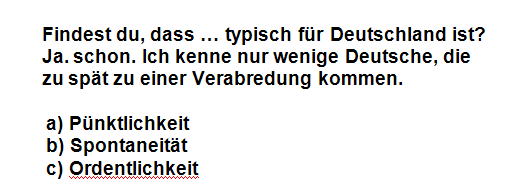 Findest du, dass … typisch für Deutschland ist?
Ja. schon. Ich kenne nur wenige Deutsche, die
zu spät zu einer Verabredung kommen.
a) Pünktlichkeit
b) Spontaneität
c) Ordentlichkeit